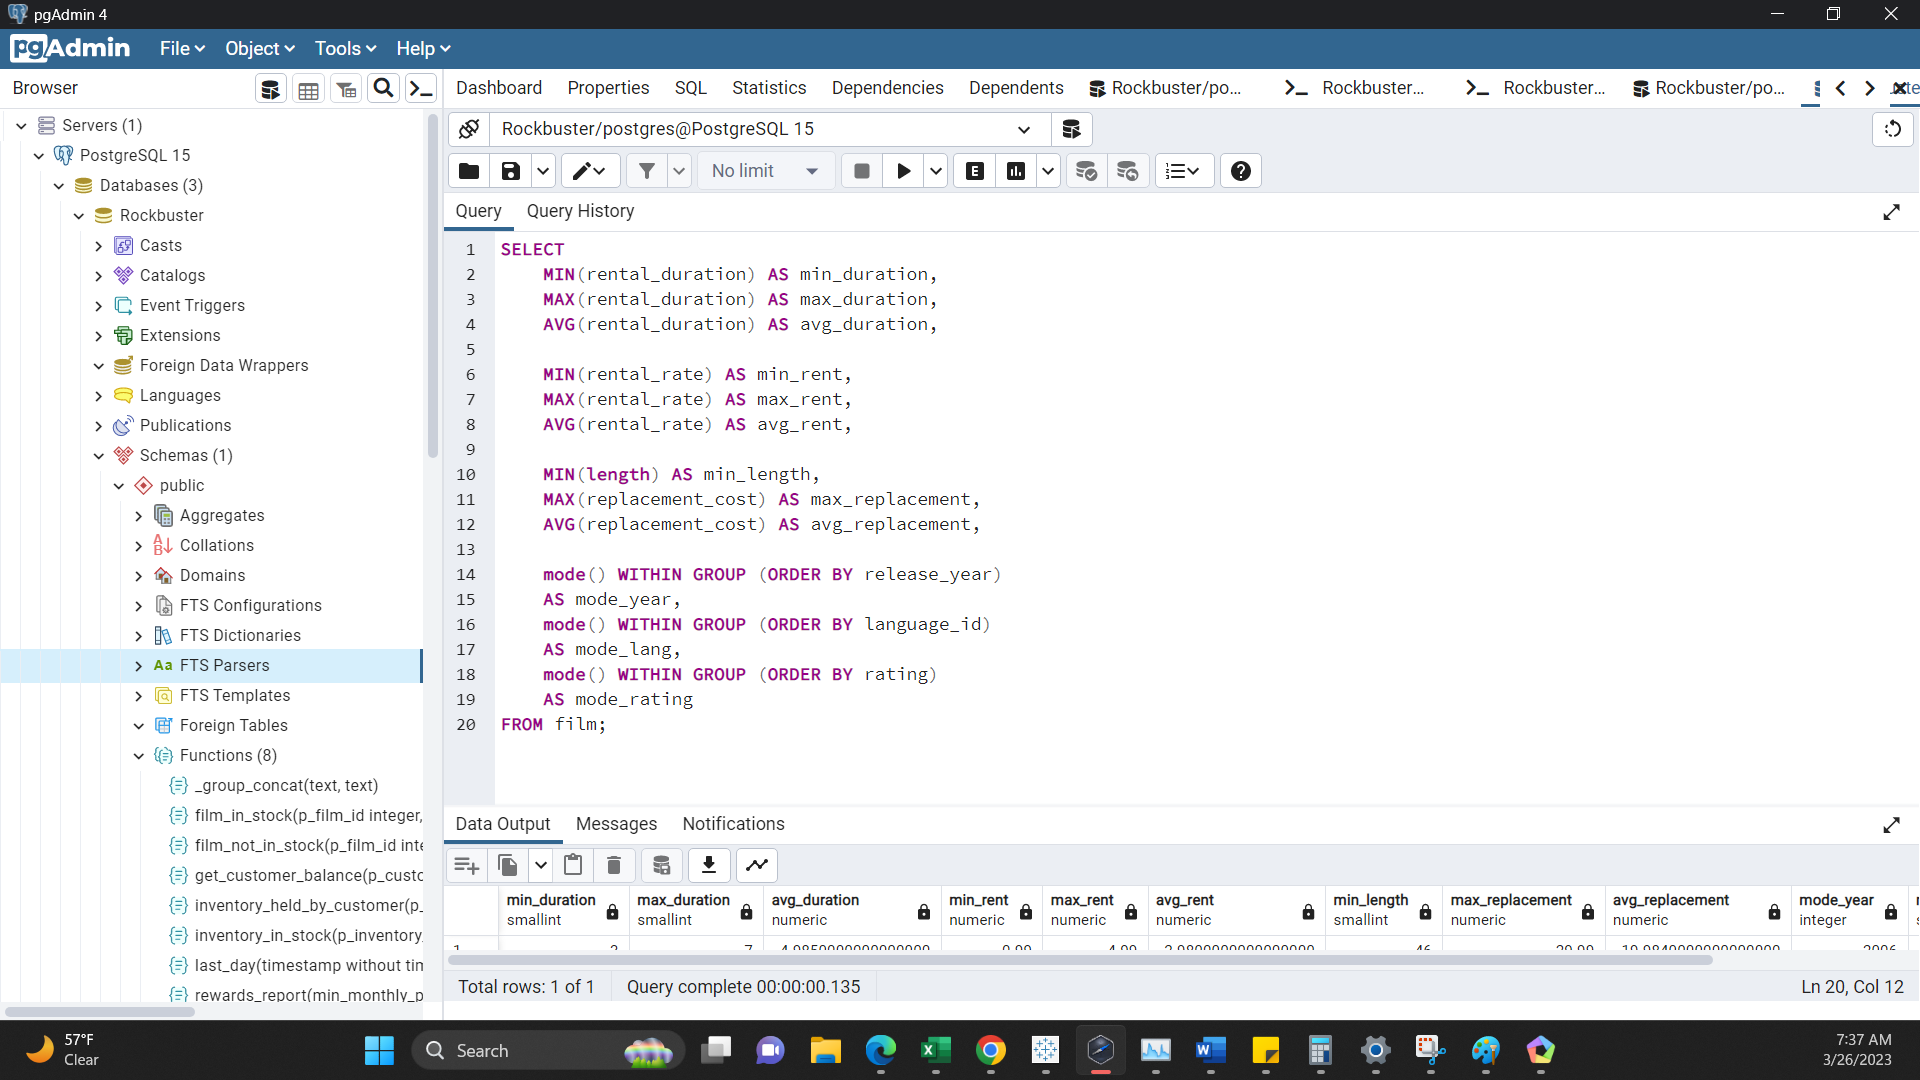 pgAdmin 4
pgAdmin File Object Tools Help
Browser
Dashboard Properties SQL Statistics Dependencies Dependents Rockbuster/po... Rockbuster... Rockbuster... Rockbuster/po...
Servers (1)
PostgreSQL 15
Databases (3)
Rockbuster
Casts
Catalogs
Event Triggers
Extensions
Foreign Data Wrappers
Languages
Publications
Schemas (1)
public
Aggregates
Collations
Domains
FTS Configurations
FTS Dictionaries
Aa FTS Parsers
FTS Templates
Foreign Tables
Functions (8)
_group_concat(text, text)
film_in_stock(p_film_id integer,
film_not_in_stock(p_film_id inte
get_customer_balance(p_custo
inventory_held_by_customer(p_
inventory_in_stock(p_inventory_
last_day(timestamp without tim
rewards_report(min_monthly_p
Rockbuster/postgres@PostgreSQL 15
No limit
E
Query Query History
1 SELECT
2 MIN(rental_duration) AS min_duration,
3 MAX(rental_duration) AS max_duration,
4 AVG(rental_duration) AS avg_duration,
5
6 MIN(rental_rate) AS min_rent,
7 MAX(rental_rate) AS max_rent,
8 AVG(rental_rate) AS avg_rent,
9
10 MIN(length) AS min_length,
11 MAX(replacement_cost) AS max_replacement,
12 AVG(replacement_cost) AS avg_replacement,
13
14 mode() WITHIN GROUP (ORDER BY release_year)
15 AS mode_year,
16 mode() WITHIN GROUP (ORDER BY language_id)
17 AS mode_lang,
18 mode() WITHIN GROUP (ORDER BY rating)
19 AS mode_rating
20 FROM film;
Data Output Messages Notifications
min_duration max_duration avg_duration min_rent max_rent avg_rent min_length max_replacement avg_replacement mode_year
smallint smallint numeric numeric numeric numeric smallint numeric numeric integer
Total rows: 1 of 1 Query complete 00:00:00.135 Ln 20, Col 12
57°F
Clear
Search
7:37 AM
3/26/2023